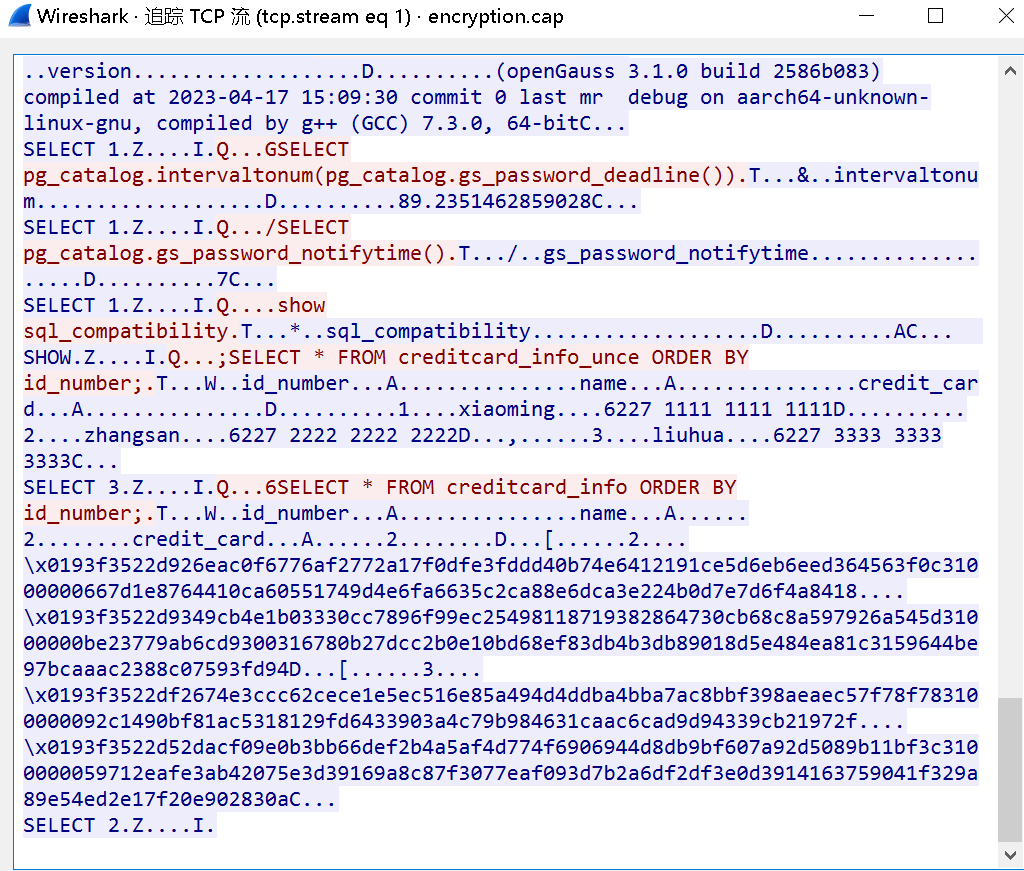 Wireshark · 追踪 TCP 流 (tcp.stream eq 1) · encryption.cap
..version...................D..........(openGauss 3.1.0 build 2586b083)
compiled at 2023-04-17 15:09:30 commit 0 last mr  debug on aarch64-unknown-
linux-gnu, compiled by g++ (GCC) 7.3.0, 64-bitC...
SELECT 1.Z....I.Q...GSELECT
pg_catalog.intervaltonum(pg_catalog.gs_password_deadline()).T...&..intervaltonu
m...................D..........89.2351462859028C...
SELECT 1.Z....I.Q.../SELECT
pg_catalog.gs_password_notifytime().T.../..gs_password_notifytime..............
.....D..........7C...
SELECT 1.Z....I.Q....show
sql_compatibility.T...*..sql_compatibility...................D..........AC...
SHOW.Z....I.Q...;SELECT * FROM creditcard_info_unce ORDER BY
id_number;.T...W..id_number...A...............name...A...............credit_car
d...A...............D..........1....xiaoming....6227 1111 1111 1111D..........
2....zhangsan....6227 2222 2222 2222D...,......3....liuhua....6227 3333 3333
3333C...
SELECT 3.Z....I.Q...6SELECT * FROM creditcard_info ORDER BY
id_number;.T...W..id_number...A...............name...A......
2........credit_card...A......2........D...[......2....
\x0193f3522d926eac0f6776af2772a17f0dfe3fddd40b74e6412191ce5d6eb6eed364563f0c310
00000667d1e8764410ca60551749d4e6fa6635c2ca88e6dca3e224b0d7e7d6f4a8418....
\x0193f3522d9349cb4e1b03330cc7896f99ec25498118719382864730cb68c8a597926a545d310
00000be23779ab6cd9300316780b27dcc2b0e10bd68ef83db4b3db89018d5e484ea81c3159644be
97bcaaac2388c07593fd94D...[......3....
\x0193f3522df2674e3ccc62cece1e5ec516e85a494d4ddba4bba7ac8bbf398aeaec57f78f78310
0000092c1490bf81ac5318129fd6433903a4c79b984631caac6cad9d94339cb21972f....
\x0193f3522d52dacf09e0b3bb66def2b4a5af4d774f6906944d8db9bf607a92d5089b11bf3c310
0000059712eafe3ab42075e3d39169a8c87f3077eaf093d7b2a6df2df3e0d3914163759041f329a
89e54ed2e17f20e902830aC...
SELECT 2.Z....I.